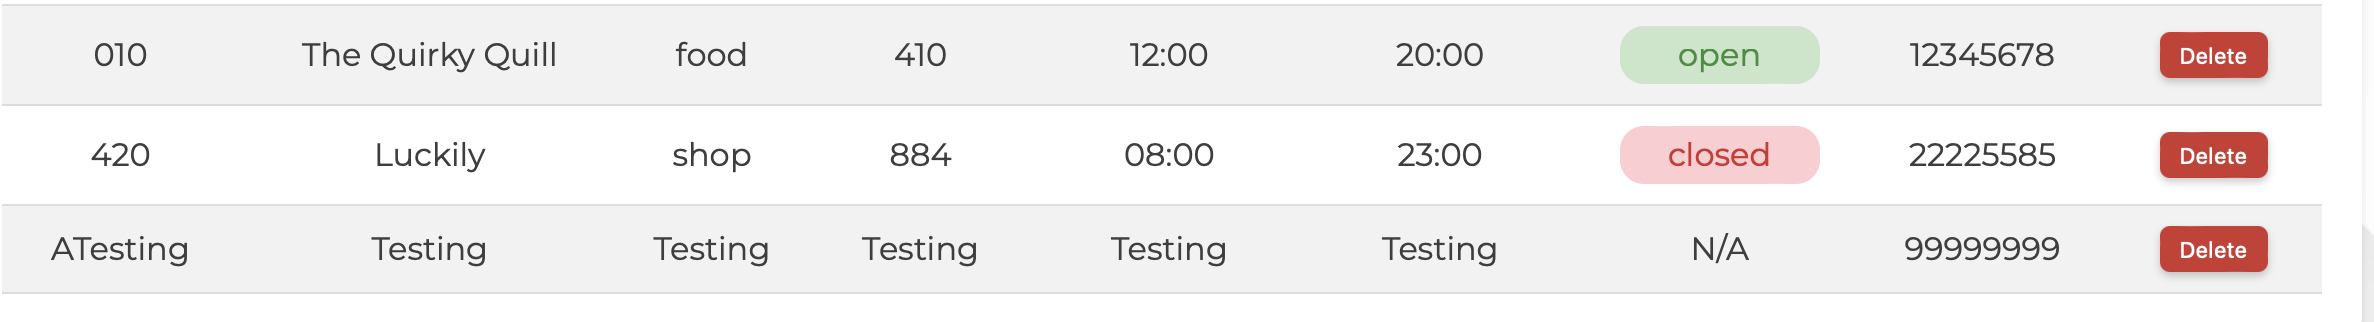 010 The Quirky Quill food 410 12:00 20:00 open 12345678 Delete
420 Luckily shop 884 08:00 23:00 closed 22225585 Delete
ATesting Testing Testing Testing Testing Testing N/A 99999999 Delete